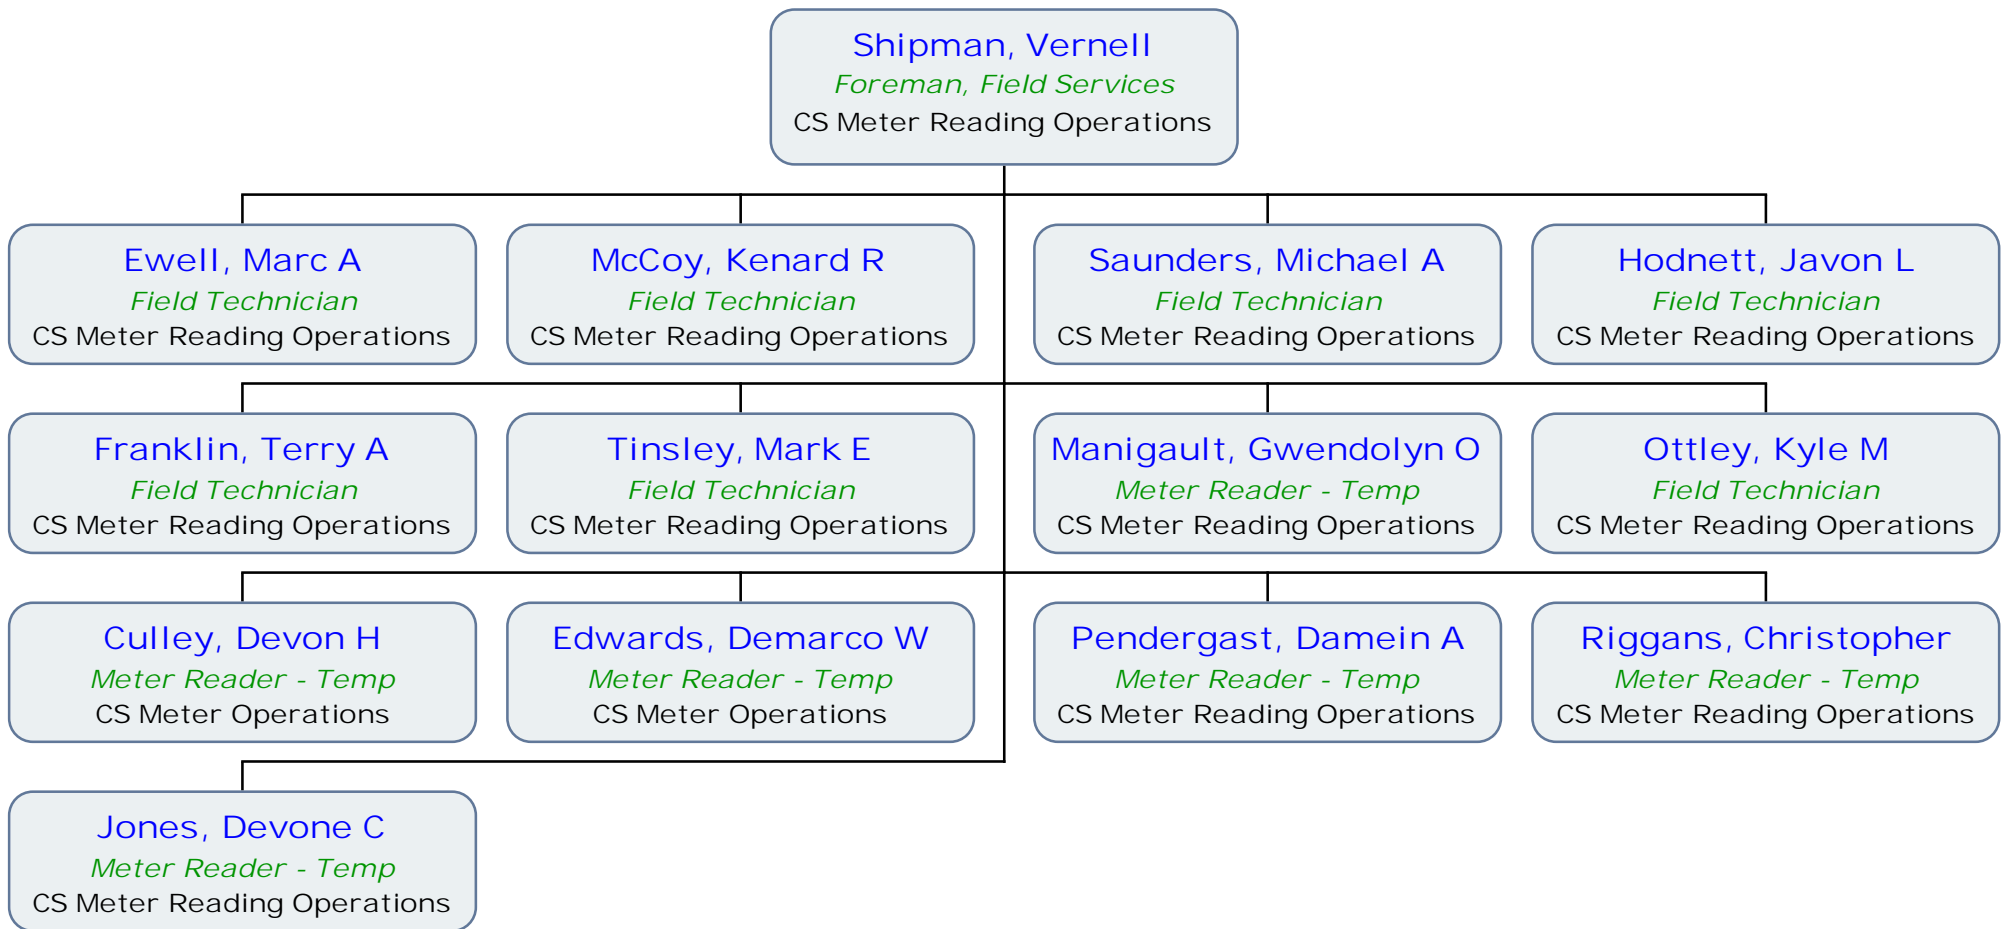 Shipman, Vernell
Foreman, Field Services
CS Meter Reading Operations
Ewell, Marc A
Field Technician
CS Meter Reading Operations
McCoy, Kenard R
Field Technician
CS Meter Reading Operations
Saunders, Michael A
Field Technician
CS Meter Reading Operations
Hodnett, Javon L
Field Technician
CS Meter Reading Operations
Franklin, Terry A
Field Technician
CS Meter Reading Operations
Tinsley, Mark E
Field Technician
CS Meter Reading Operations
Manigault, Gwendolyn O
Meter Reader - Temp
CS Meter Reading Operations
Ottley, Kyle M
Field Technician
CS Meter Reading Operations
Culley, Devon H
Meter Reader - Temp
CS Meter Operations
Edwards, Demarco W
Meter Reader - Temp
CS Meter Operations
Pendergast, Damein A
Meter Reader - Temp
CS Meter Reading Operations
Riggans, Christopher
Meter Reader - Temp
CS Meter Reading Operations
Jones, Devone C
Meter Reader - Temp
CS Meter Reading Operations